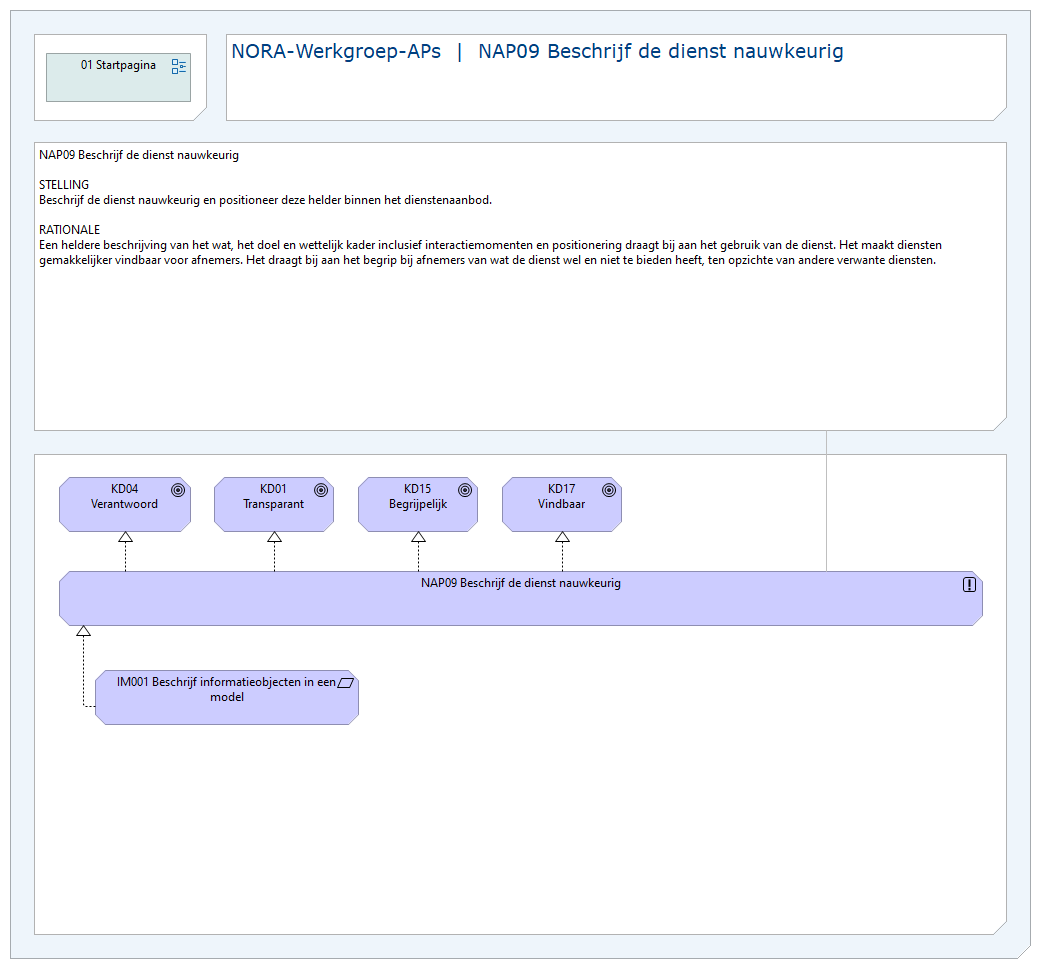 01 Startpagina
NORA-Werkgroep-APs | NAP09 Beschrijf de dienst nauwkeurig
NAP09 Beschrijf de dienst nauwkeurig
STELLING
Beschrijf de dienst nauwkeurig en positioneer deze helder binnen het dienstenaanbod.
RATIONALE
Een heldere beschrijving van het wat, het doel en wettelijk kader inclusief interactiemomenten en positionering draagt bij aan het gebruik van de dienst. Het maakt diensten
gemakkelijker vindbaar voor afnemers. Het draagt bij aan het begrip bij afnemers van wat de dienst wel en niet te bieden heeft, ten opzichte van andere verwante diensten.
KD04
Verantwoord
KD01
Transparant
KD15
Begrijpelijk
KD17
Vindbaar
NAP09 Beschrijf de dienst nauwkeurig
IM001 Beschrijf informatieobjecten in een
model